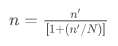 n = n′ / [1+(n′/N)]